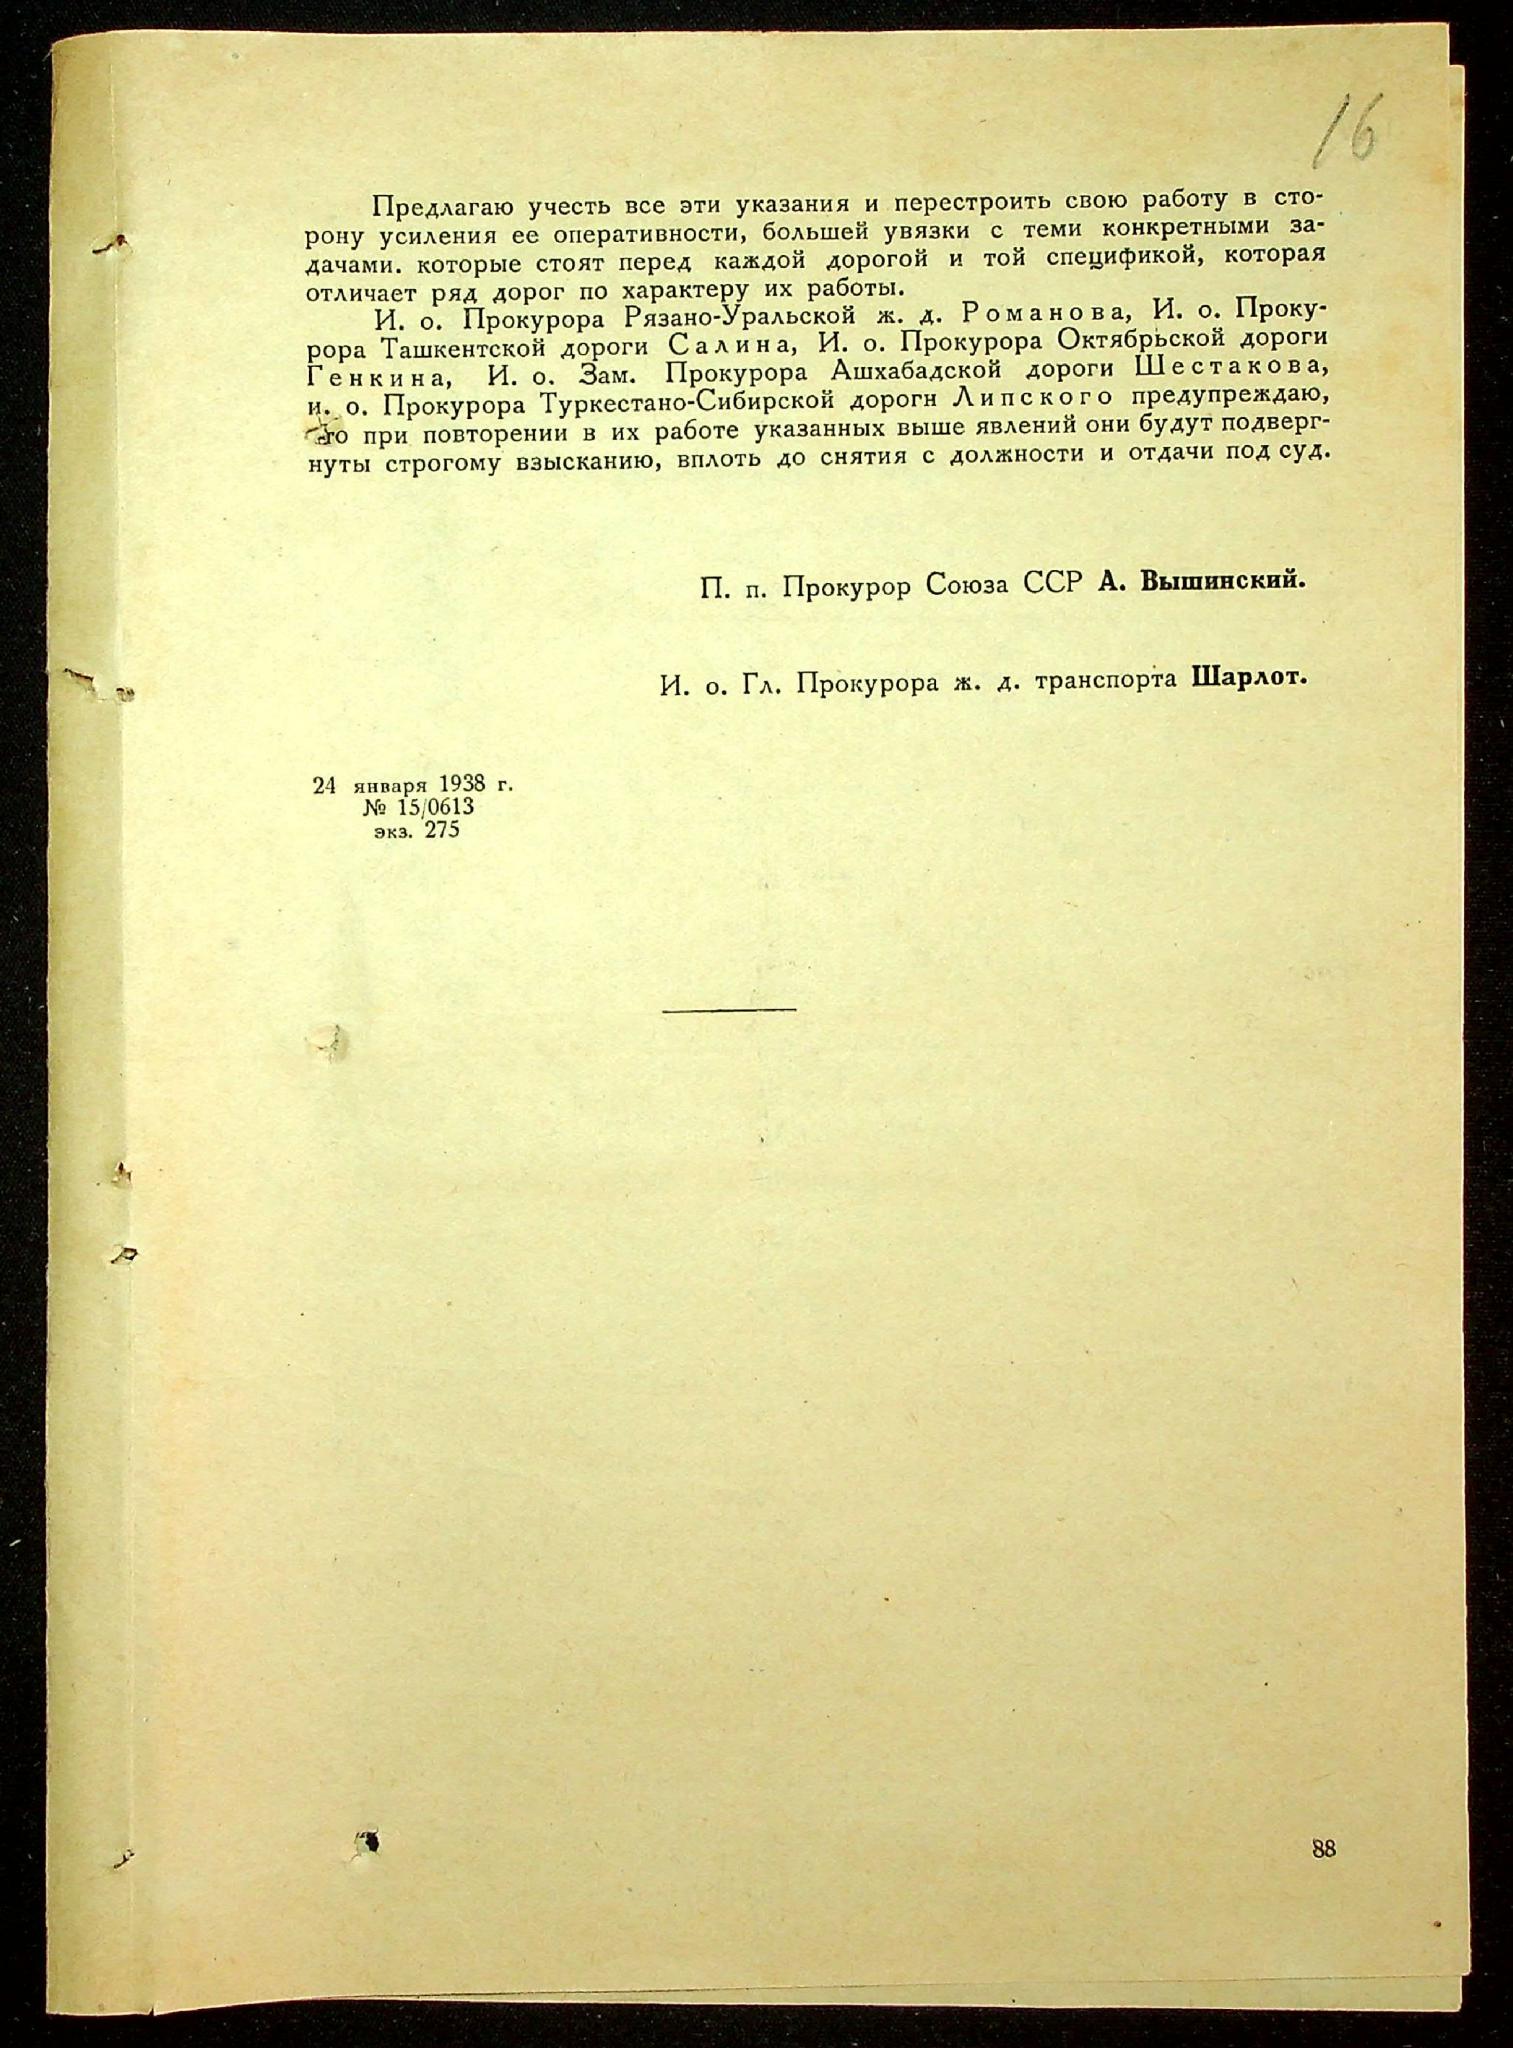 16
Предлагаю учесть все эти указания и перестроить свою работу в сто-
рону усиления ее оперативности, большей увязки с теми конкретными за-
дачами. которые стоят перед каждой дорогой и той спецификой, которая
отличает ряд дорог по характеру их работы.
И. о. Прокурора Рязано-Уральской ж. д. Романова, И. о. Проку-
рора Ташкентской дороги Салина, И. о. Прокурора Октябрьской дороги
Генкина, И. о. Зам. Прокурора Ашхабадской дороги Шестакова,
и. о. Прокурора Туркестано-Сибирской дороги Липского предупреждаю,
что при повторении в их работе указанных выше явлений они будут подверг-
нуты строгому взысканию, вплоть до снятия с должности и отдачи под суд.
П. п. Прокурор Союза ССР А. Вышинский.
И. о. Гл. Прокурора ж. д. транспорта Шарлот.
24 января 1938 г.
№ 15/0613
экз. 275
88